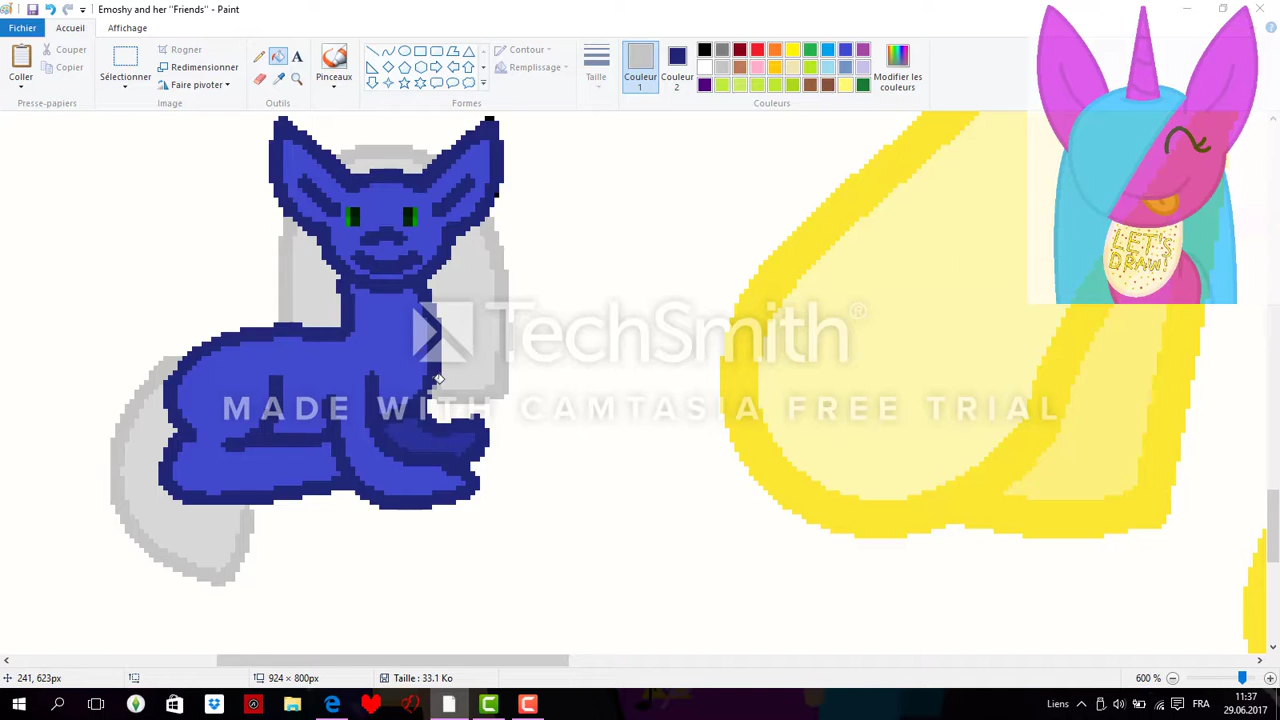 Emoshy and her "Friends" - Paint
Fichier
Accueil
Affichage
Coller
Couper
Copier
Presse-papiers
Sélectionner
Rogner
Redimensionner
Faire pivoter
Image
A
Outils
Pinceaux
Contour
Remplissage
Formes
Taille
Couleur
1
Couleur
2
Modifier les
couleurs
Couleurs
LET'S
DRAW!
TechSmith®
MADE WITH CAMTASIA FREE TRIAL
241, 623px
924 × 800px
Taille : 33.1 Ko
600 %
Liens
FRA
11:37
29.06.2017